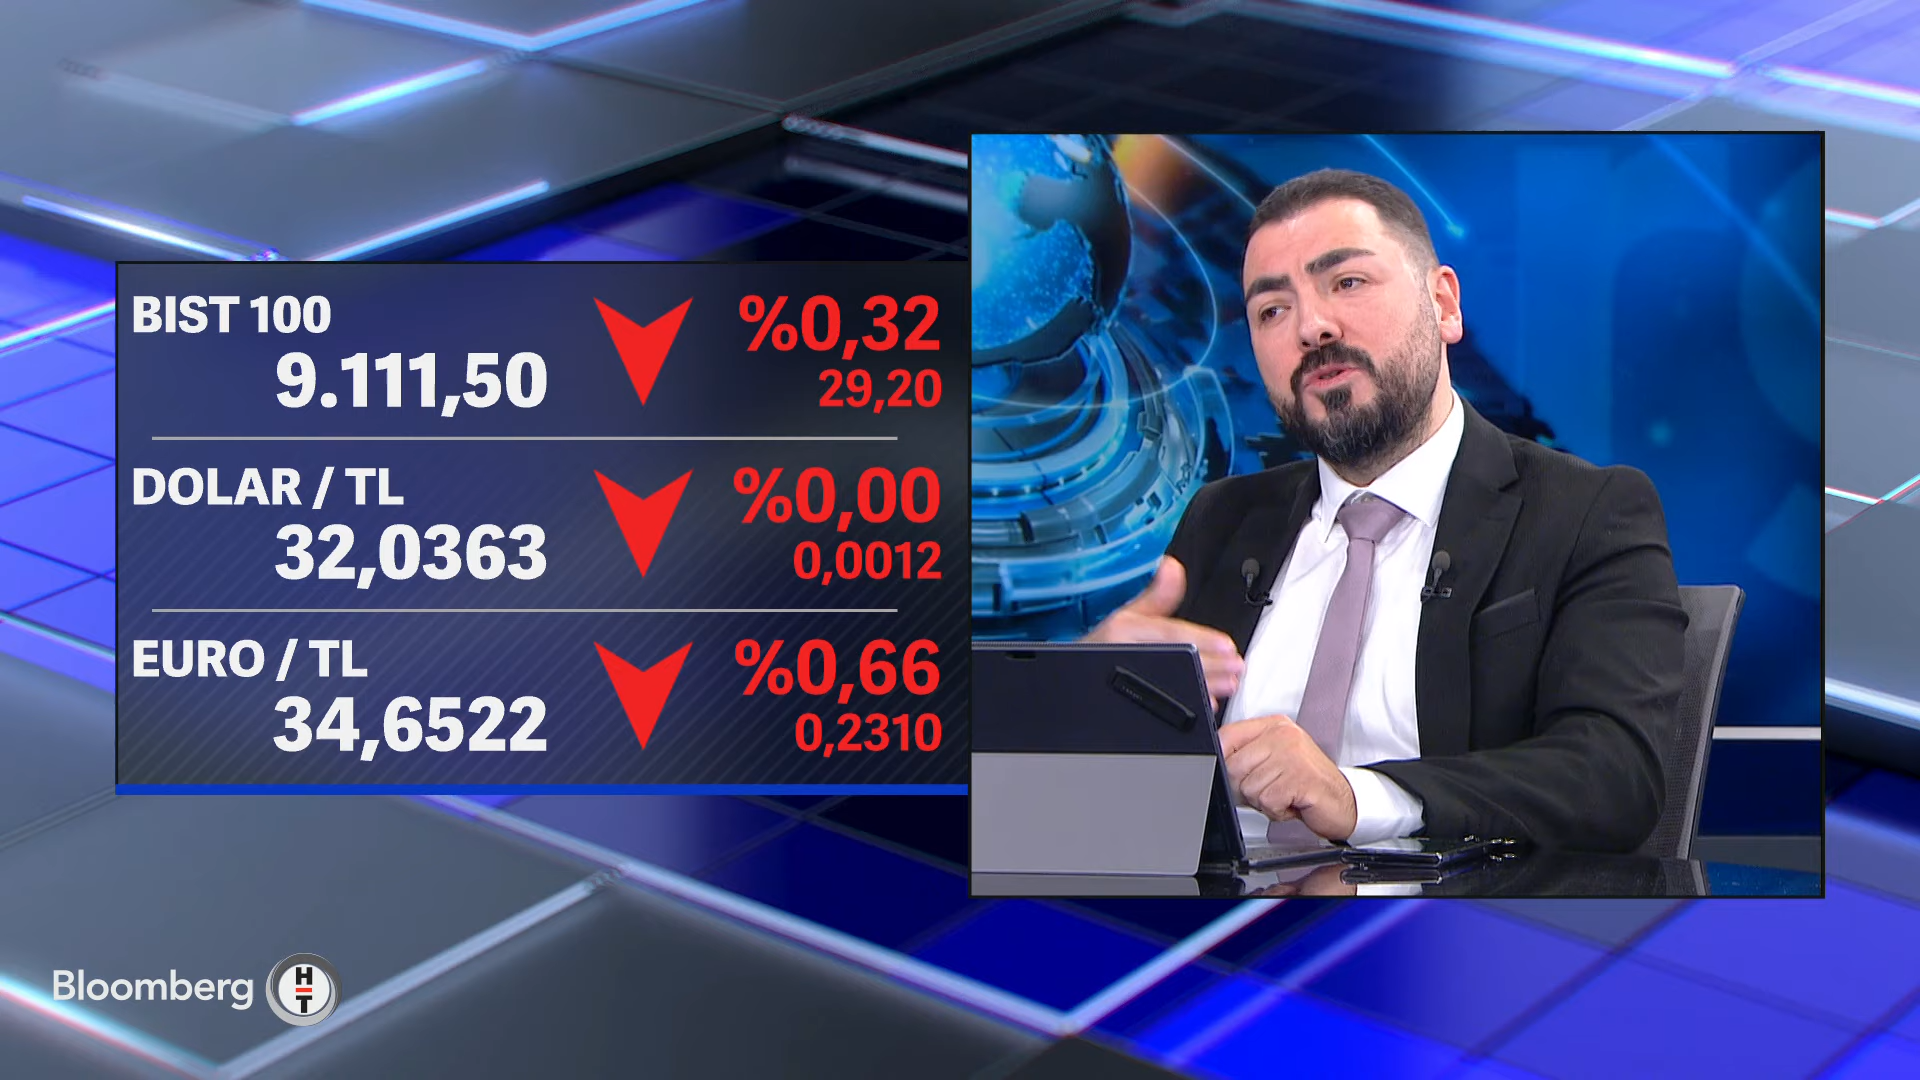 BIST 100
9.111,50
%0,32
29,20
DOLAR / TL
32,0363
%0,00
0,0012
EURO / TL
34,6522
%0,66
0,2310
Bloomberg HT